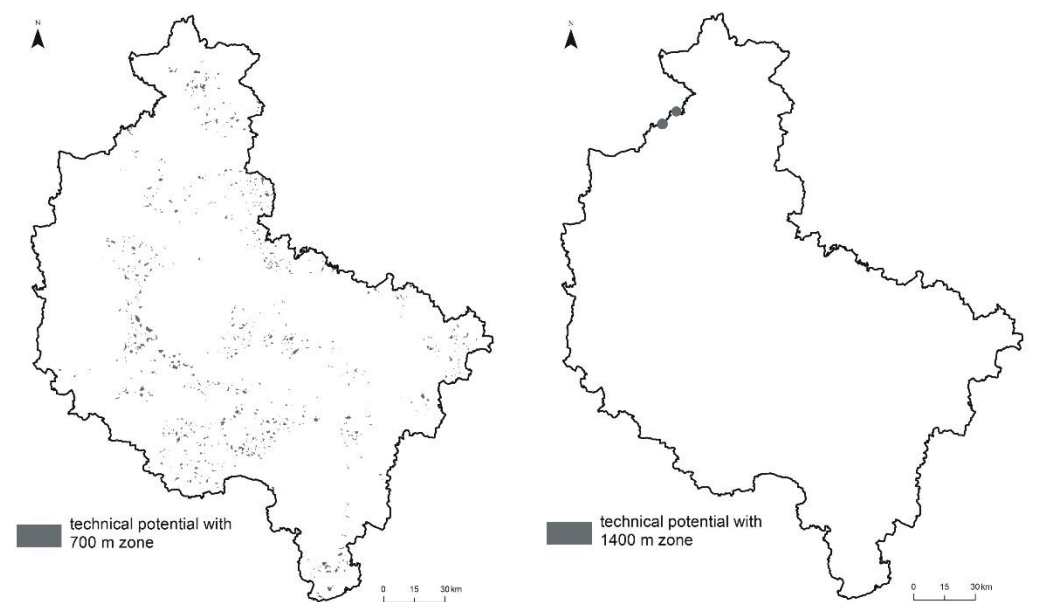 N
technical potential with
700 m zone
0 15 30 km
N
technical potential with
1400 m zone
0 15 30 km